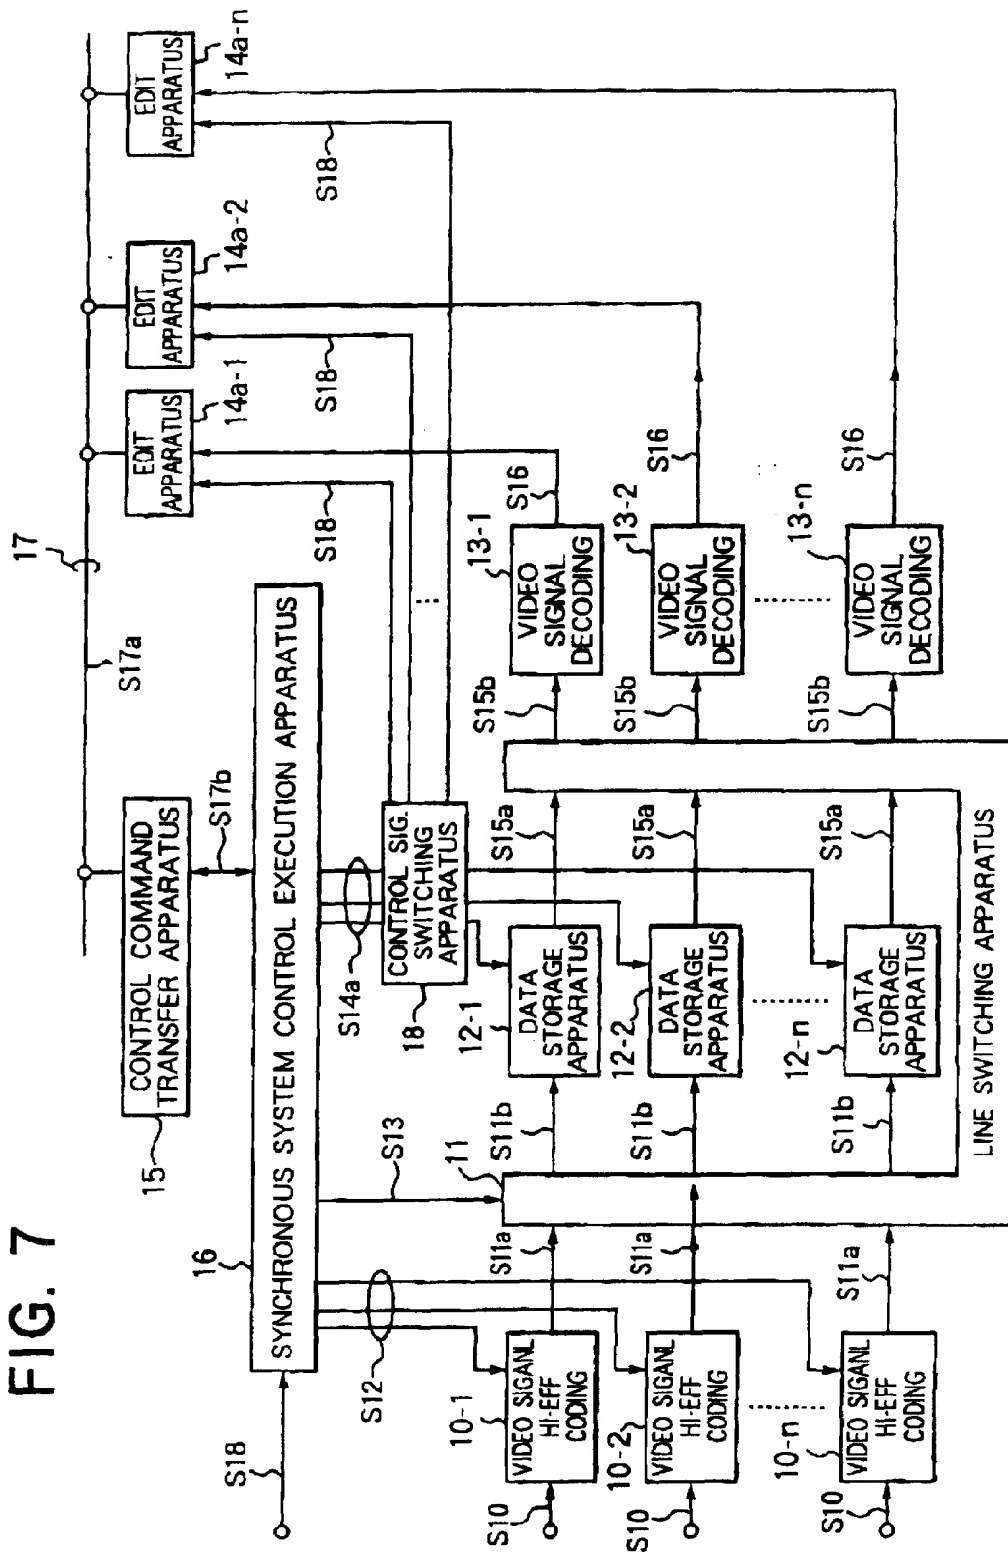 FIG. 7
15
CONTROL COMMAND
TRANSFER APPARATUS
S17b
S17a
17
EDIT
APPARATUS
14a-1
EDIT
APPARATUS
14a-2
EDIT
APPARATUS
14a-n
S18
16
SYNCHRONOUS SYSTEM CONTROL EXECUTION APPARATUS
S12
S13
S14a
18
CONTROL SIG.
SWITCHING
APPARATUS
S18
S18
S18
S10
10-1
VIDEO SIGANL
HI-EFF
CODING
S11a
11
S11b
12-1
DATA
STORAGE
APPARATUS
S15a
S15b
13-1
VIDEO
SIGNAL
DECODING
S16
S10
10-2
VIDEO SIGANL
HI-EFF
CODING
S11a
S11b
12-2
DATA
STORAGE
APPARATUS
S15a
S15b
13-2
VIDEO
SIGNAL
DECODING
S16
S10
10-n
VIDEO SIGANL
HI-EFF
CODING
S11a
S11b
12-n
DATA
STORAGE
APPARATUS
S15a
S15b
13-n
VIDEO
SIGNAL
DECODING
S16
LINE SWITCHING APPARATUS